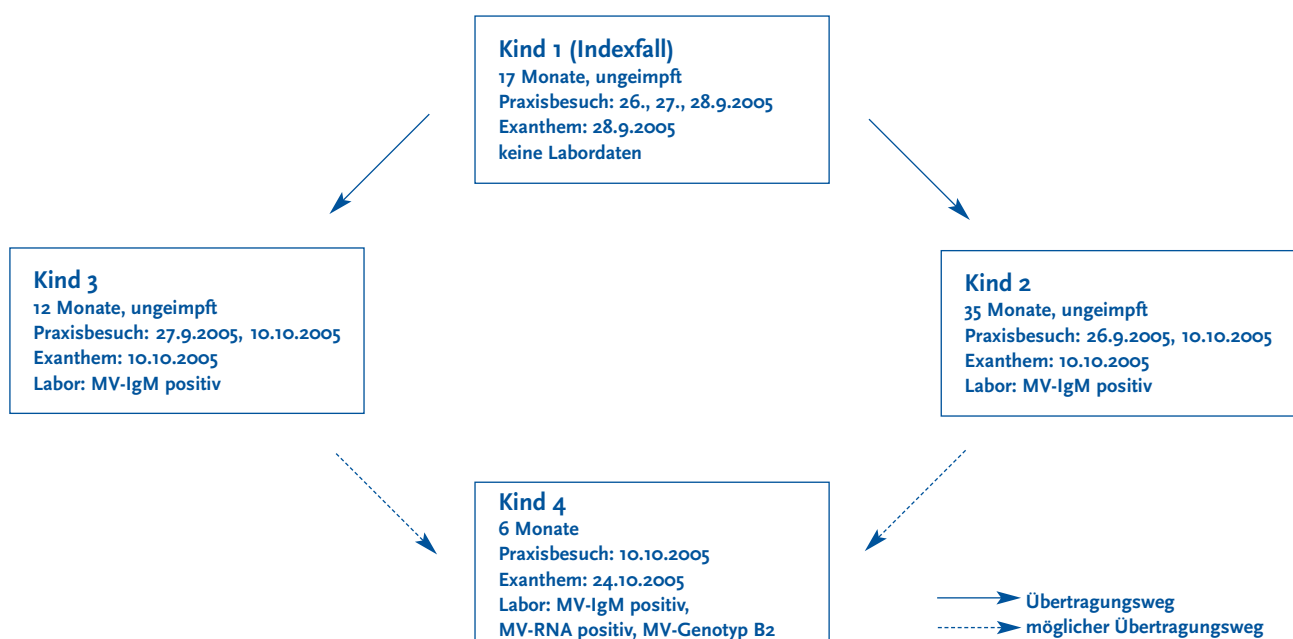 Kind 1 (Indexfall)
17 Monate, ungeimpft
Praxisbesuch: 26., 27., 28.9.2005
Exanthem: 28.9.2005
keine Labordaten
Kind 3
12 Monate, ungeimpft
Praxisbesuch: 27.9.2005, 10.10.2005
Exanthem: 10.10.2005
Labor: MV-IgM positiv
Kind 2
35 Monate, ungeimpft
Praxisbesuch: 26.9.2005, 10.10.2005
Exanthem: 10.10.2005
Labor: MV-IgM positiv
Kind 4
6 Monate
Praxisbesuch: 10.10.2005
Exanthem: 24.10.2005
Labor: MV-IgM positiv,
MV-RNA positiv, MV-Genotyp B2
Übertragungsweg
möglicher Übertragungsweg